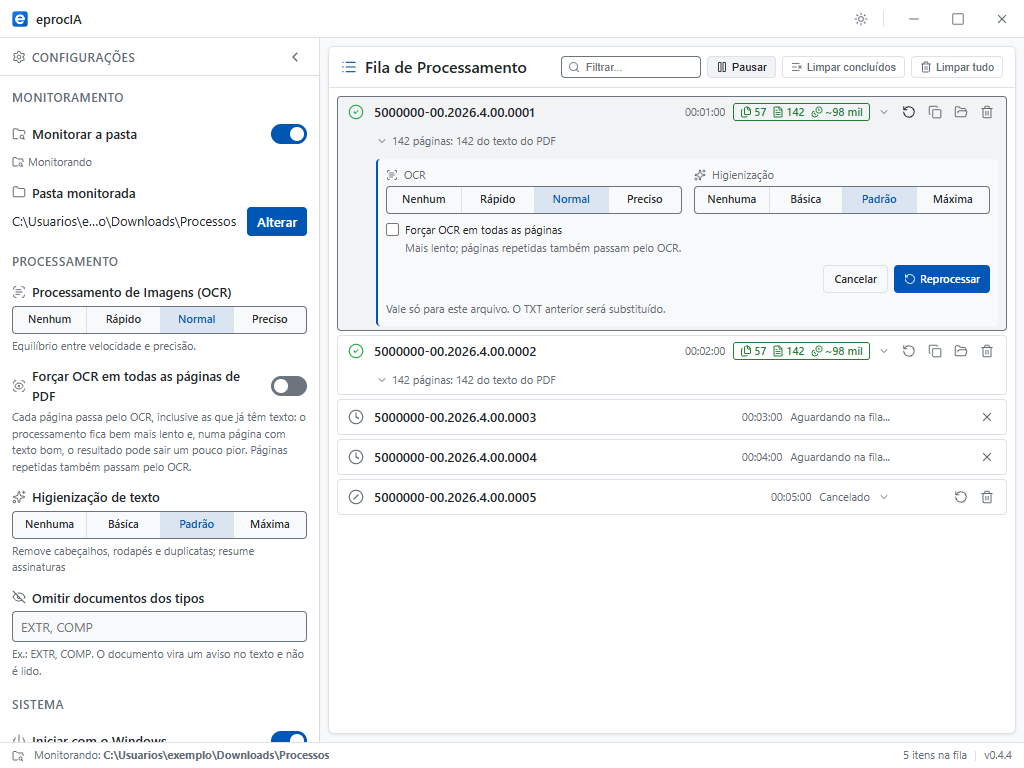 eprocIA
CONFIGURAÇÕES
MONITORAMENTO
Monitorar a pasta
Monitorando
Pasta monitorada
C:\Usuarios\e...o\Downloads\Processos
Alterar
PROCESSAMENTO
Processamento de Imagens (OCR)
Nenhum Rápido Normal Preciso
Equilíbrio entre velocidade e precisão.
Forçar OCR em todas as páginas de
PDF
Cada página passa pelo OCR, inclusive as que já têm texto: o
processamento fica bem mais lento e, numa página com
texto bom, o resultado pode sair um pouco pior. Páginas
repetidas também passam pelo OCR.
Higienização de texto
Nenhuma Básica Padrão Máxima
Remove cabeçalhos, rodapés e duplicatas; resume
assinaturas
Omitir documentos dos tipos
EXTR, COMP
Ex.: EXTR, COMP. O documento vira um aviso no texto e não
é lido.
SISTEMA
Iniciar com o Windows
Fila de Processamento
Filtrar...
Pausar
Limpar concluídos
Limpar tudo
5000000-00.2026.4.00.0001 00:01:00 57 142 ~98 mil
142 páginas: 142 do texto do PDF
OCR
Nenhum Rápido Normal Preciso
Higienização
Nenhuma Básica Padrão Máxima
Forçar OCR em todas as páginas
Mais lento; páginas repetidas também passam pelo OCR.
Cancelar Reprocessar
Vale só para este arquivo. O TXT anterior será substituído.
5000000-00.2026.4.00.0002 00:02:00 57 142 ~98 mil
142 páginas: 142 do texto do PDF
5000000-00.2026.4.00.0003 00:03:00 Aguardando na fila...
5000000-00.2026.4.00.0004 00:04:00 Aguardando na fila...
5000000-00.2026.4.00.0005 00:05:00 Cancelado
Monitorando: C:\Usuarios\exemplo\Downloads\Processos
5 itens na fila v0.4.4